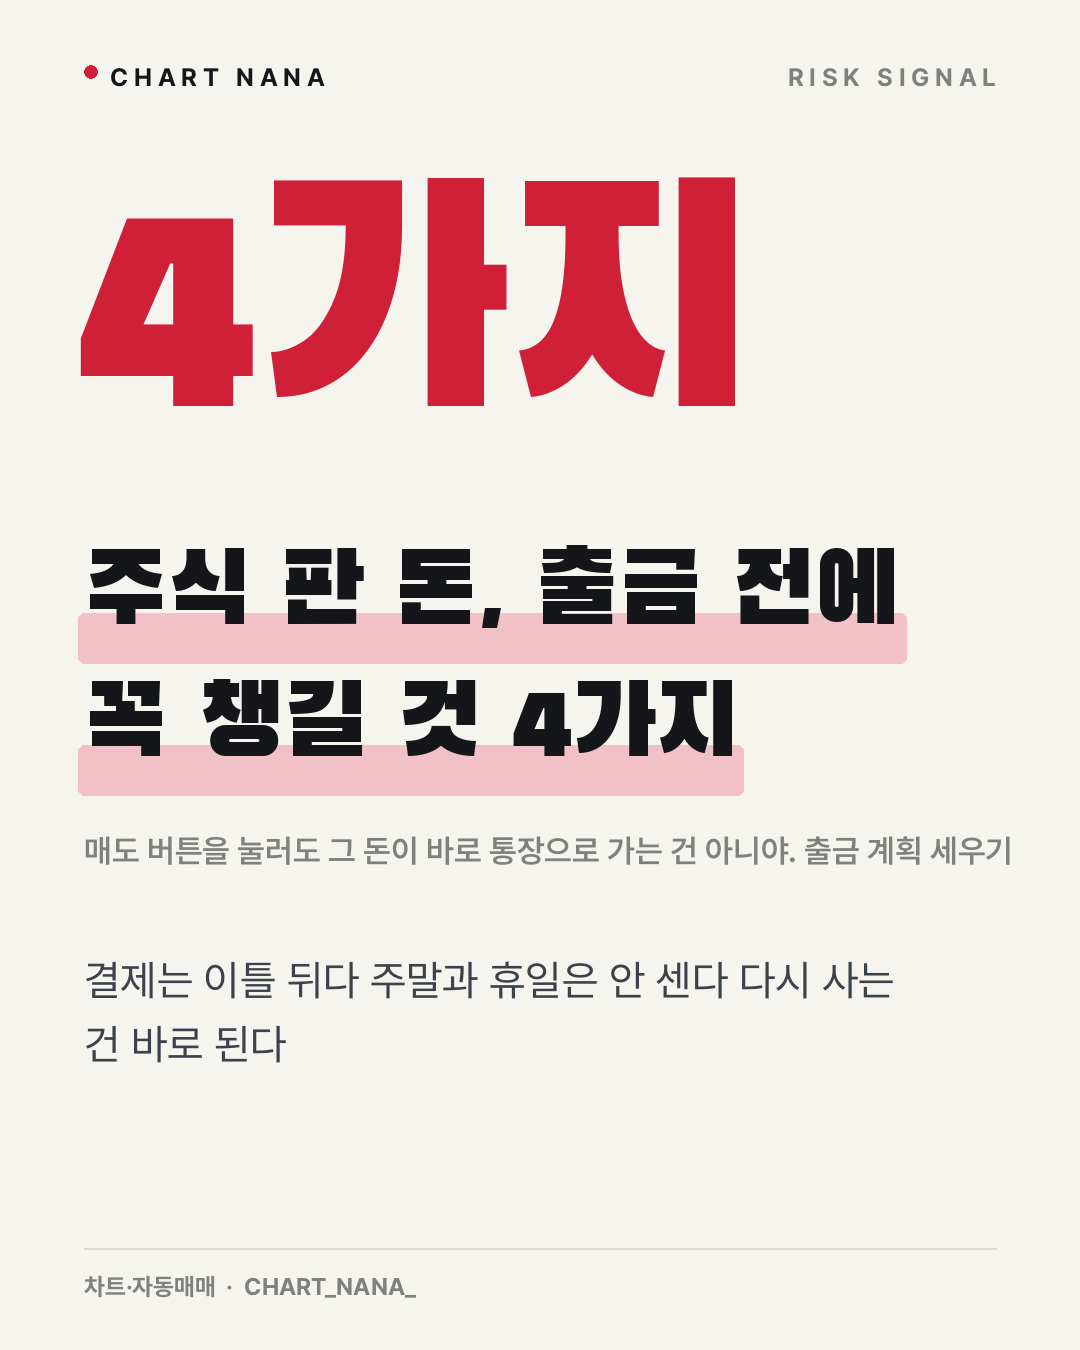 CHART NANA
RISK SIGNAL
4가지
주식 판 돈, 출금 전에
꼭 챙길 것 4가지
매도 버튼을 눌러도 그 돈이 바로 통장으로 가는 건 아니야. 출금 계획 세우기
결제는 이틀 뒤다 주말과 휴일은 안 센다 다시 사는
건 바로 된다
차트·자동매매 · CHART_NANA_